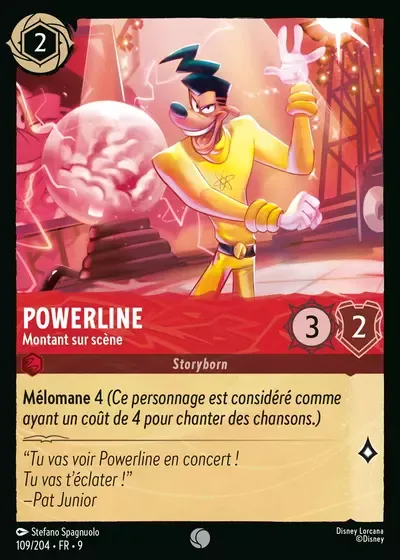 2
POWERLINE
Montant sur scène
3
2
Storyborn
Mélomane 4 (Ce personnage est considéré comme
ayant un coût de 4 pour chanter des chansons.)
“Tu vas voir Powerline en concert !
Tu vas t’éclater !”
–Pat Junior
Stefano Spagnuolo
109/204 • FR • 9
Disney Lorcana
©Disney